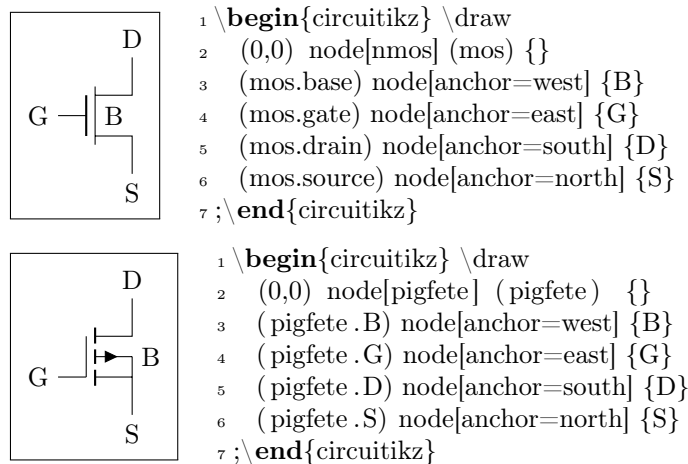 D
G
B
S
1 \begin{circuitikz} \draw
2 (0,0) node[nmos] (mos) {}
3 (mos.base) node[anchor=west] {B}
4 (mos.gate) node[anchor=east] {G}
5 (mos.drain) node[anchor=south] {D}
6 (mos.source) node[anchor=north] {S}
7 ;\end{circuitikz}
D
B
G
S
1 \begin{circuitikz} \draw
2 (0,0) node[pigfete] (pigfete) {}
3 (pigfete.B) node[anchor=west] {B}
4 (pigfete.G) node[anchor=east] {G}
5 (pigfete.D) node[anchor=south] {D}
6 (pigfete.S) node[anchor=north] {S}
7 ;\end{circuitikz}